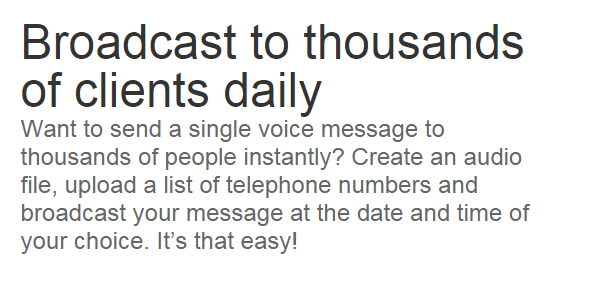 Broadcast to thousands
of clients daily
Want to send a single voice message to
thousands of people instantly? Create an audio
file, upload a list of telephone numbers and
broadcast your message at the date and time of
your choice. It’s that easy!